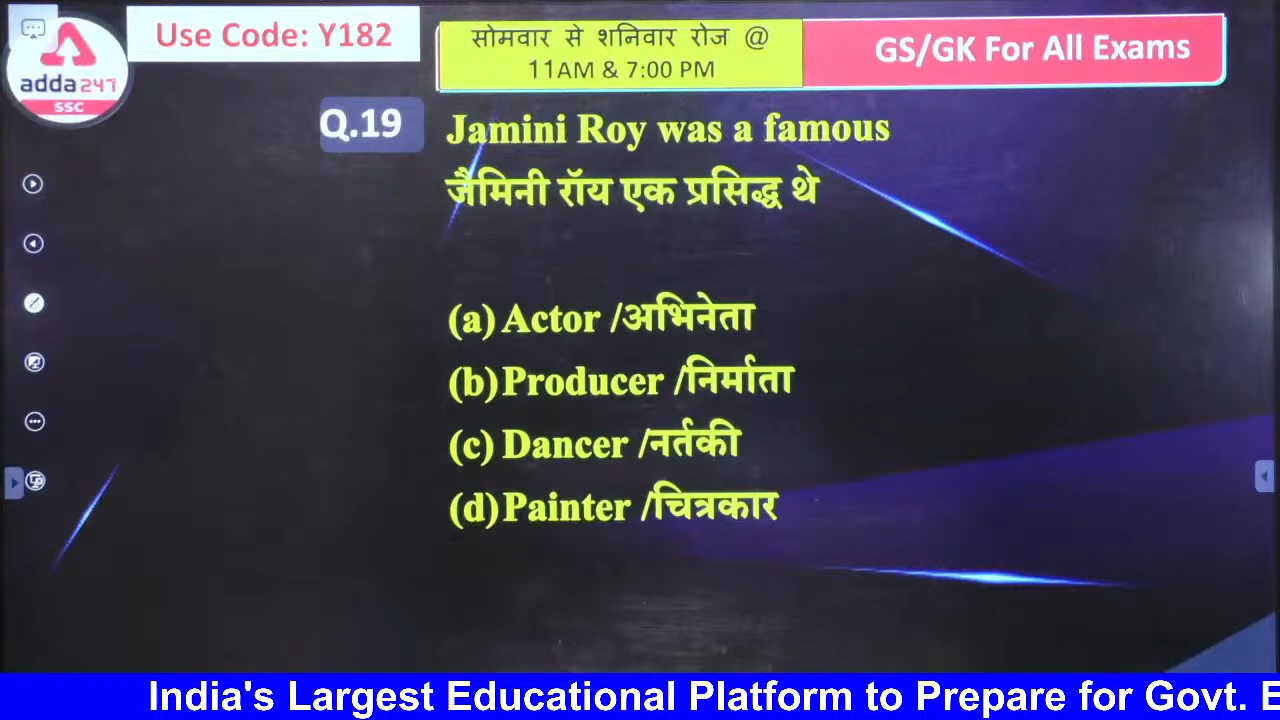 Use Code: Y182
सोमवार से शनिवार रोज @
11AM & 7:00 PM
GS/GK For All Exams
adda247
SSC
Q.19
Jamini Roy was a famous
जैमिनी रॉय एक प्रसिद्ध थे
(a) Actor /अभिनेता
(b) Producer /निर्माता
(c) Dancer /नर्तकी
(d) Painter /चित्रकार
India's Largest Educational Platform to Prepare for Govt. E